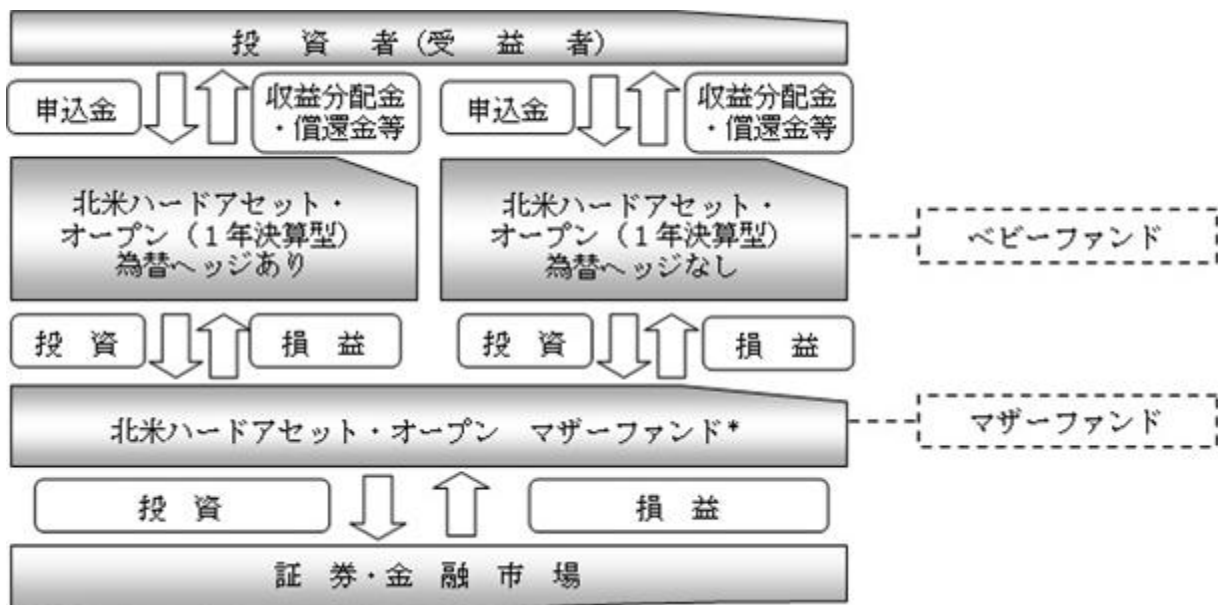 投資者(受益者)
申込金
収益分配金
・償還金等
申込金
収益分配金
・償還金等
北米ハードアセット・
オープン（１年決算型）
為替ヘッジあり
北米ハードアセット・
オープン（１年決算型）
為替ヘッジなし
ベビーファンド
投資
損益
投資
損益
北米ハードアセット・オープン　マザーファンド*
マザーファンド
投資
損益
証券・金融市場